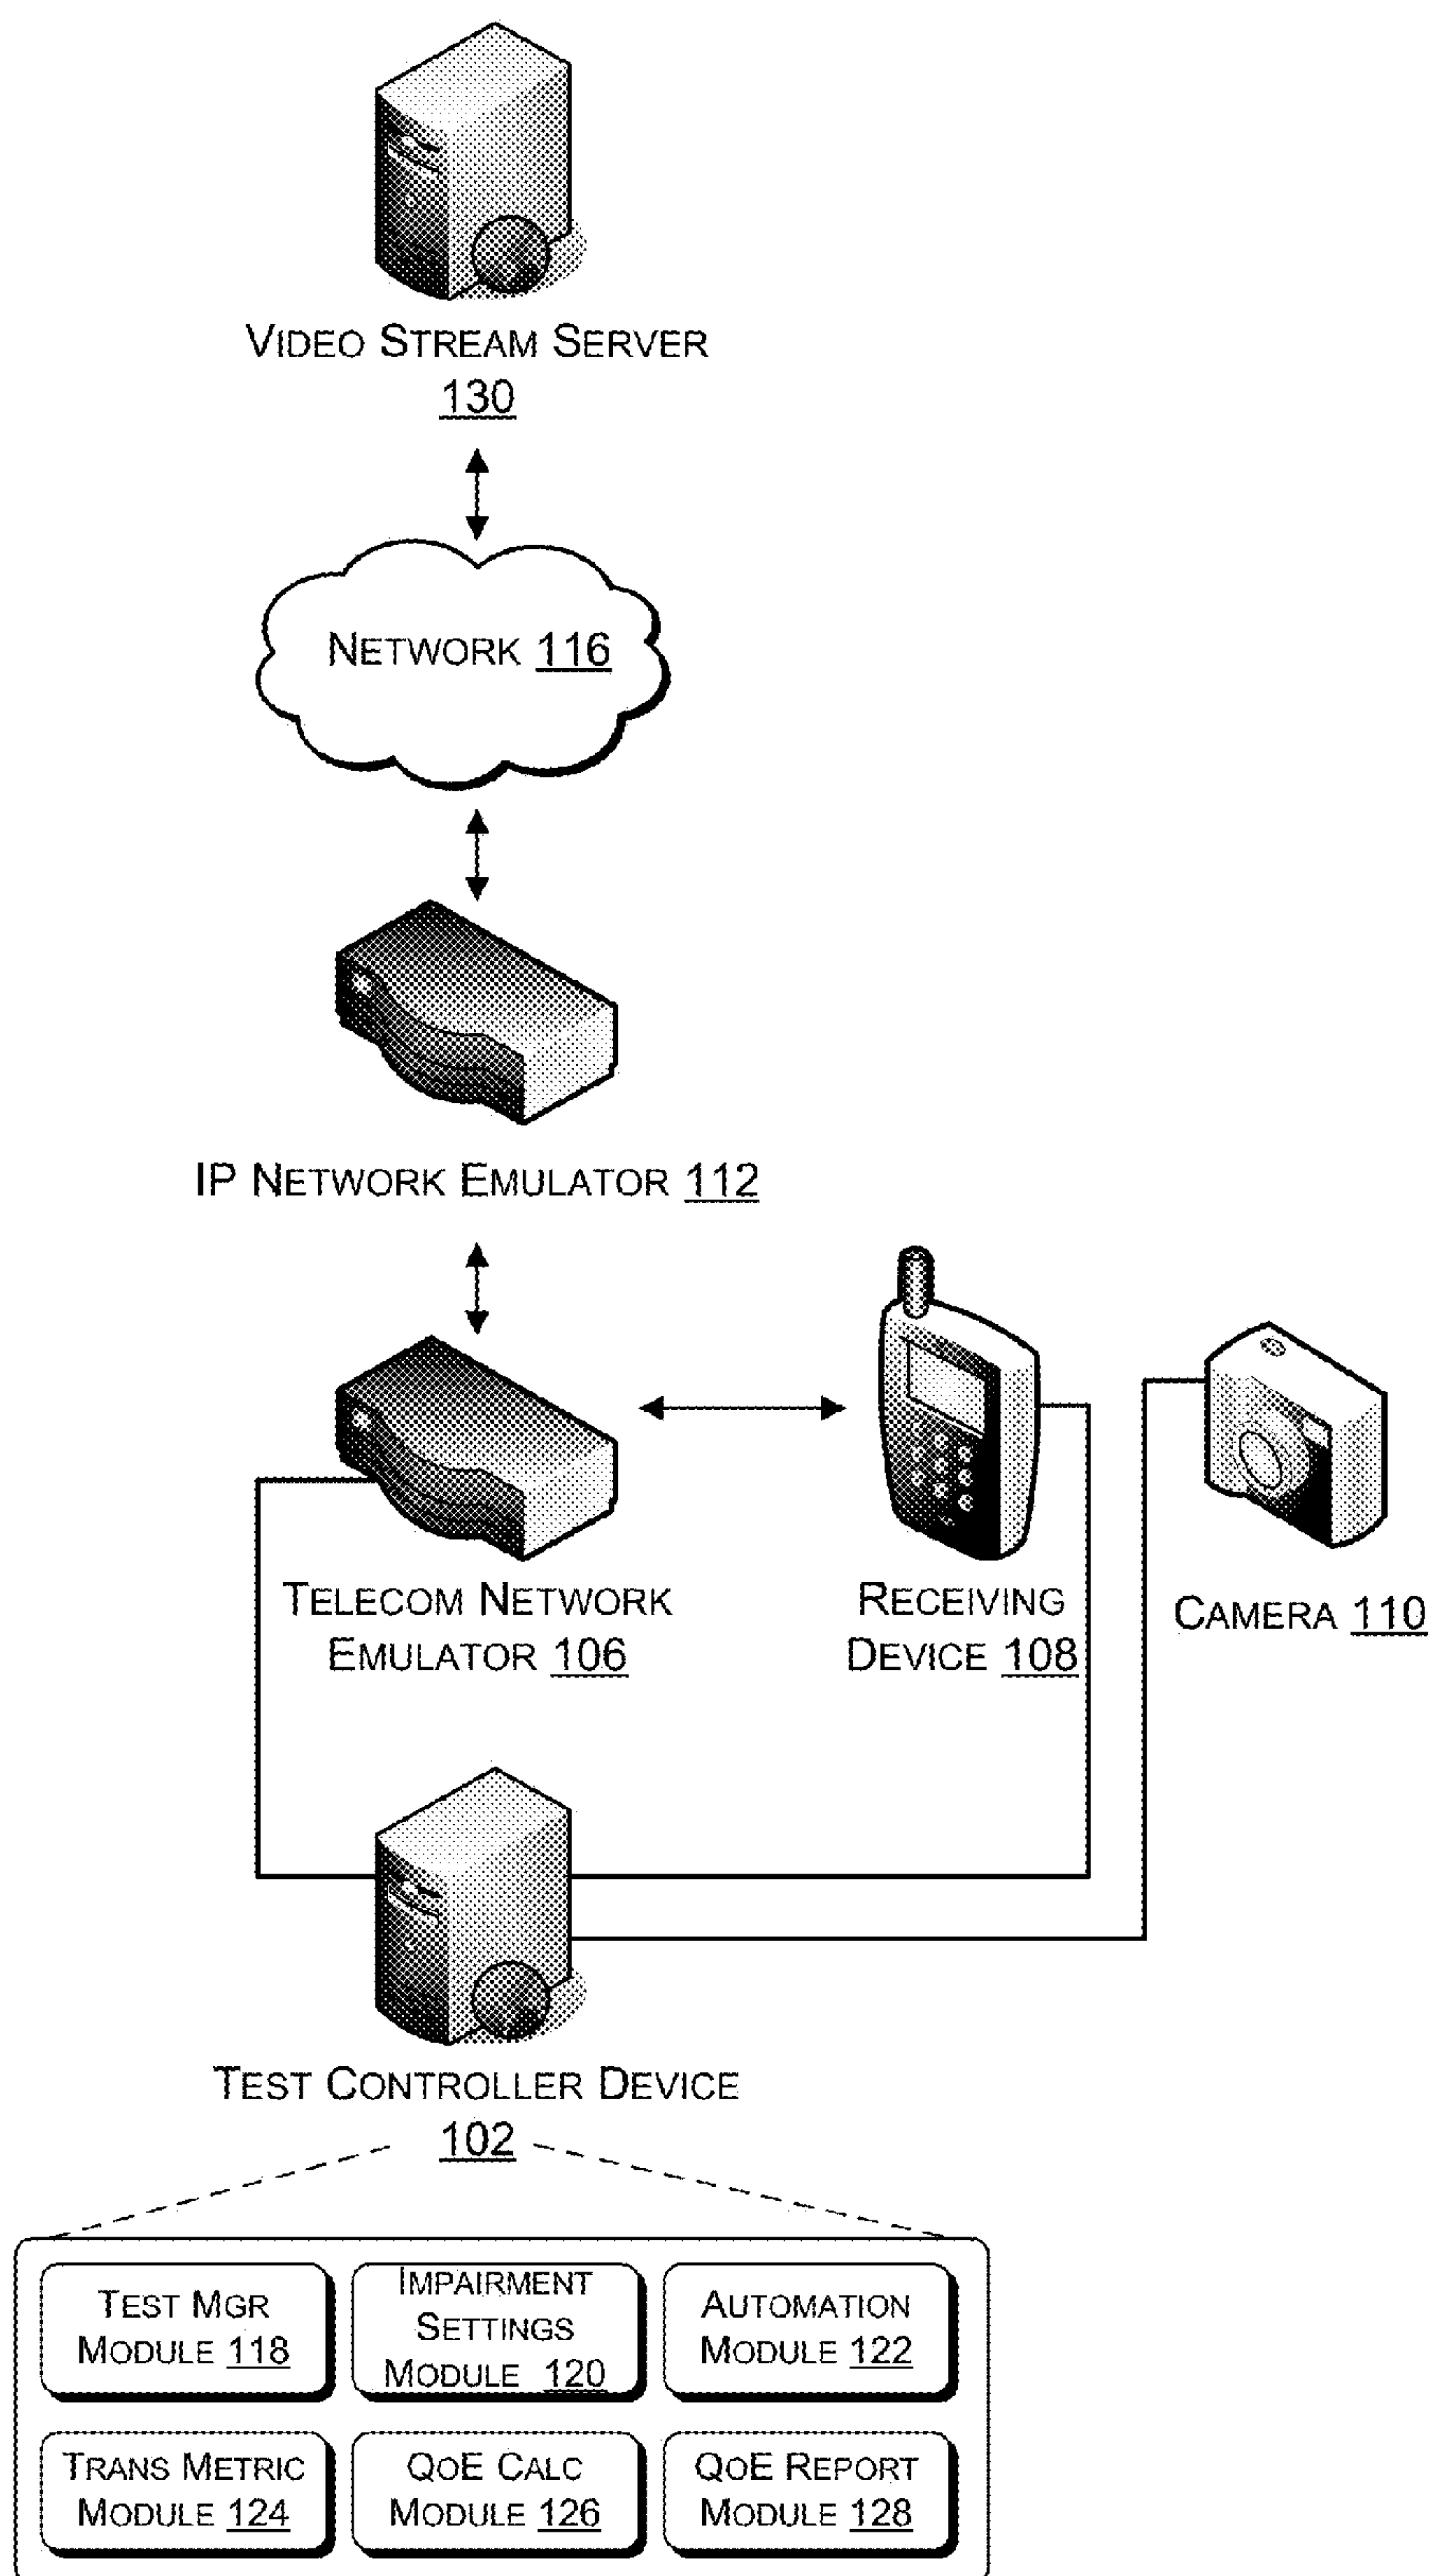 VIDEO STREAM SERVER
130
NETWORK 116
IP NETWORK EMULATOR 112
TELECOM NETWORK
EMULATOR 106
RECEIVING
DEVICE 108
CAMERA 110
TEST CONTROLLER DEVICE
102
TEST MGR
MODULE 118
IMPAIRMENT
SETTINGS
MODULE 120
AUTOMATION
MODULE 122
TRANS METRIC
MODULE 124
QOE CALC
MODULE 126
QOE REPORT
MODULE 128